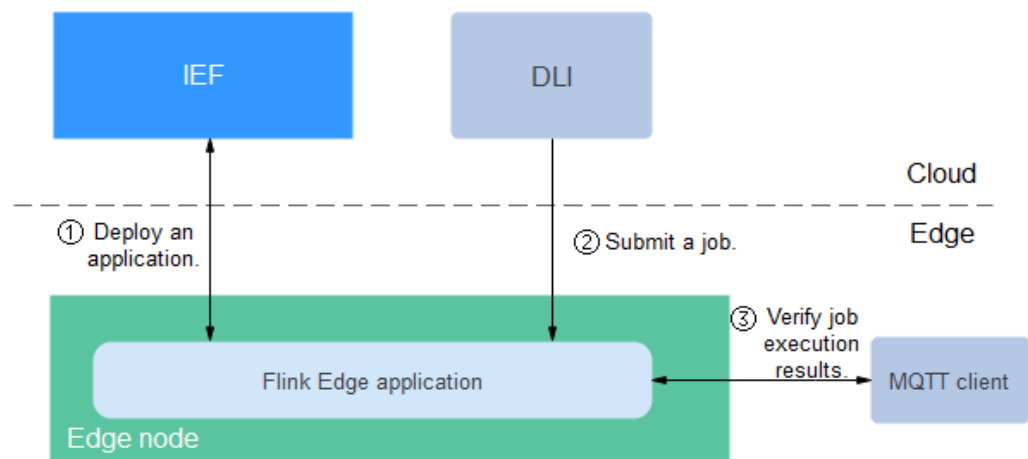 IEF
DLI
Cloud
Edge
① Deploy an
application.
② Submit a job.
③ Verify job
execution
results.
Flink Edge application
MQTT client
Edge node